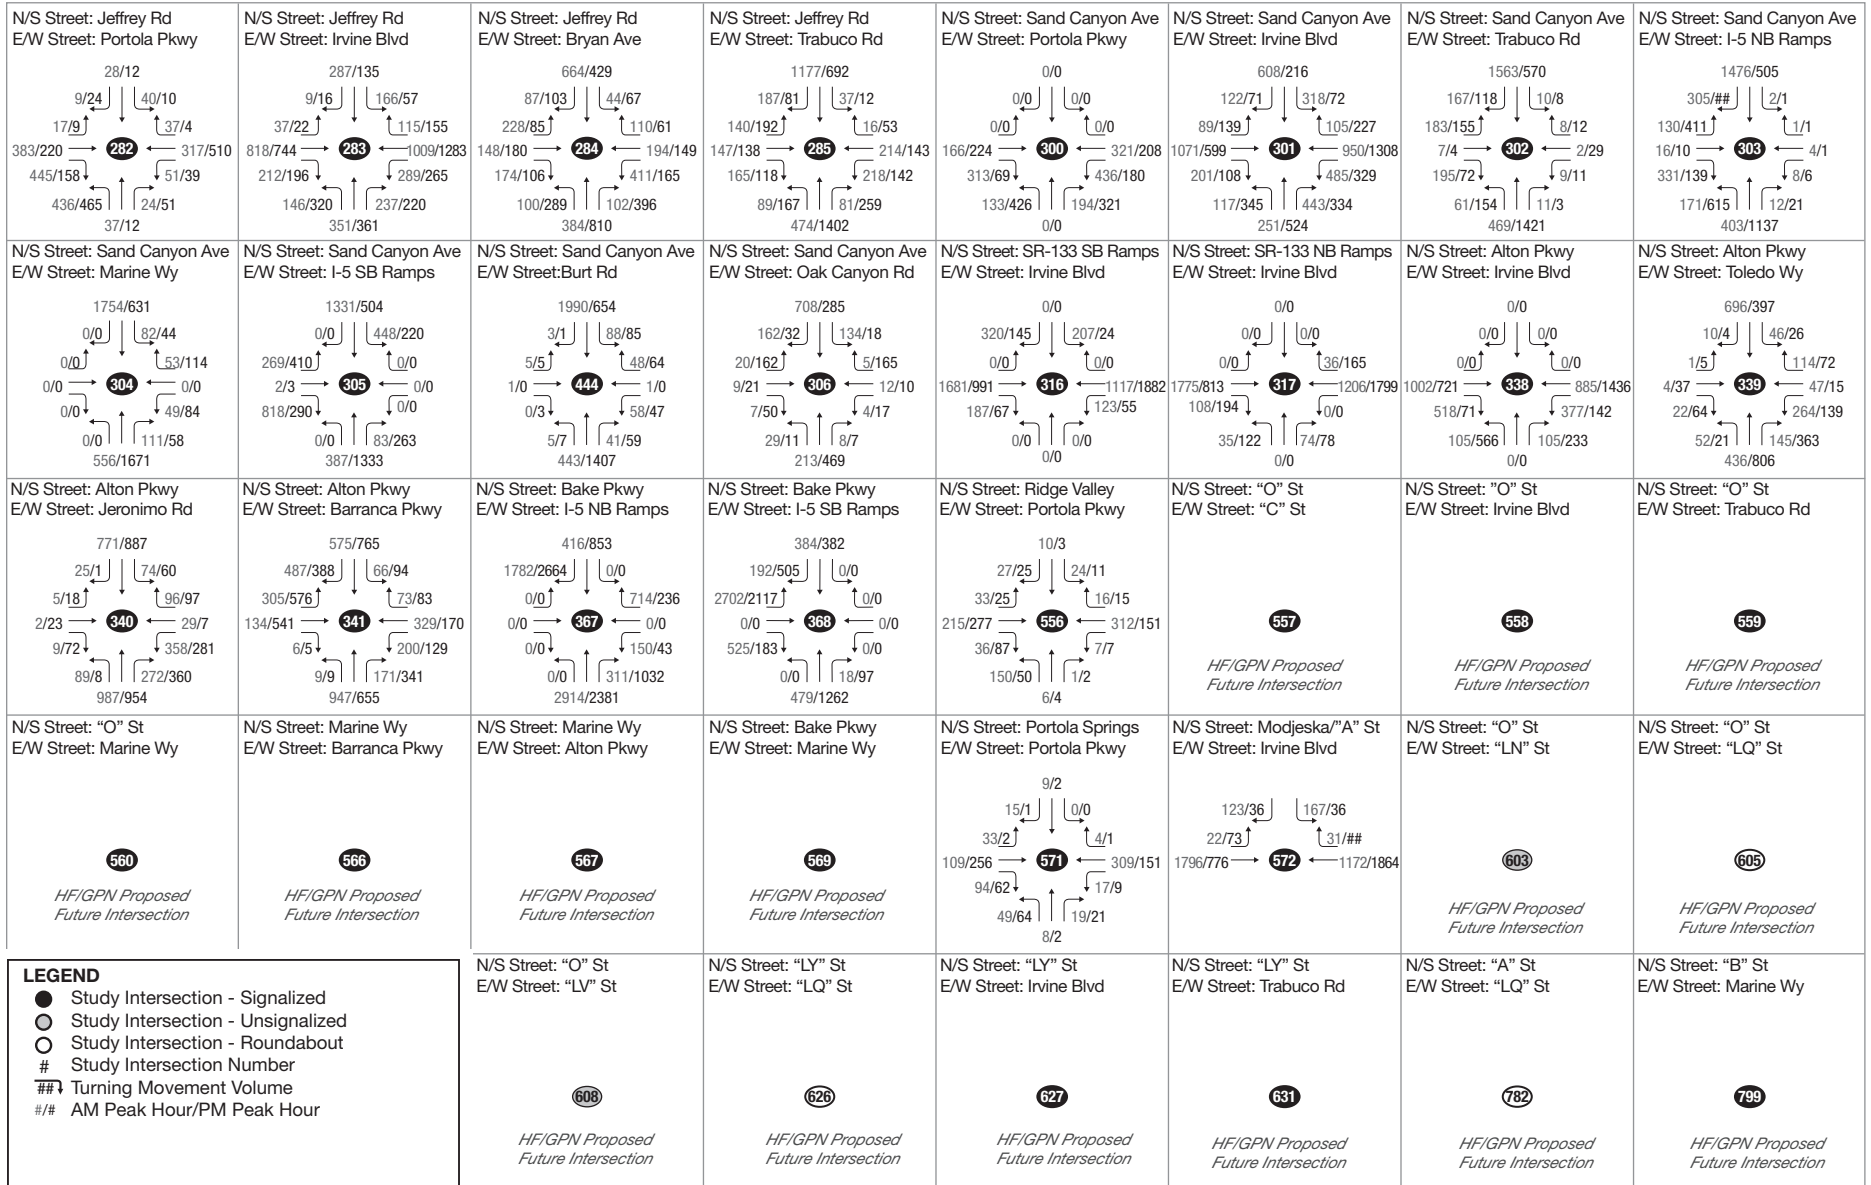 N/S Street: Jeffrey Rd
E/W Street: Portola Pkwy
28/12
9/24 40/10
17/9 37/4
383/220 282 317/510
445/158 51/39
436/465 24/51
37/12
N/S Street: Jeffrey Rd
E/W Street: Irvine Blvd
287/135
9/16 166/57
37/22 115/155
818/744 283 1009/1283
212/196 289/265
146/320 237/220
351/361
N/S Street: Jeffrey Rd
E/W Street: Bryan Ave
664/429
87/103 44/67
228/85 110/61
148/180 284 194/149
174/106 411/165
100/289 102/396
384/810
N/S Street: Jeffrey Rd
E/W Street: Trabuco Rd
1177/692
187/81 37/12
140/192 16/53
147/138 285 214/143
165/118 218/142
89/167 81/259
474/1402
N/S Street: Sand Canyon Ave
E/W Street: Portola Pkwy
0/0
0/0 0/0
0/0 0/0
166/224 300 321/208
313/69 436/180
133/426 194/321
0/0
N/S Street: Sand Canyon Ave
E/W Street: Irvine Blvd
608/216
122/71 318/72
89/139 105/227
1071/599 301 950/1308
201/108 485/329
117/345 443/334
251/524
N/S Street: Sand Canyon Ave
E/W Street: Trabuco Rd
1563/570
167/118 10/8
183/155 8/12
7/4 302 2/29
195/72 9/11
61/154 11/3
469/1421
N/S Street: Sand Canyon Ave
E/W Street: I-5 NB Ramps
1476/505
305/## 2/1
130/411 1/1
16/10 303 4/1
331/139 8/6
171/615 12/21
403/1137
N/S Street: Sand Canyon Ave
E/W Street: Marine Wy
1754/631
0/0 82/44
0/0 53/114
0/0 304 0/0
0/0 49/84
0/0 111/58
556/1671
N/S Street: Sand Canyon Ave
E/W Street: I-5 SB Ramps
1331/504
0/0 448/220
269/410 0/0
2/3 305 0/0
818/290 0/0
0/0 83/263
387/1333
N/S Street: Sand Canyon Ave
E/W Street:Burt Rd
1990/654
3/1 88/85
5/5 48/64
1/0 444 1/0
0/3 58/47
5/7 41/59
443/1407
N/S Street: Sand Canyon Ave
E/W Street: Oak Canyon Rd
708/285
162/32 134/18
20/162 5/165
9/21 306 12/10
7/50 4/17
29/11 8/7
213/469
N/S Street: SR-133 SB Ramps
E/W Street: Irvine Blvd
0/0
320/145 207/24
0/0 0/0
1681/991 316 1117/1882
187/67 123/55
0/0 0/0
0/0
N/S Street: SR-133 NB Ramps
E/W Street: Irvine Blvd
0/0
0/0 0/0
0/0 36/165
1775/813 317 1206/1799
108/194 0/0
35/122 74/78
0/0
N/S Street: Alton Pkwy
E/W Street: Irvine Blvd
0/0
0/0 0/0
0/0 0/0
1002/721 338 885/1436
518/71 377/142
105/566 105/233
0/0
N/S Street: Alton Pkwy
E/W Street: Toledo Wy
696/397
10/4 46/26
1/5 114/72
4/37 339 47/15
22/64 264/139
52/21 145/363
436/806
N/S Street: Alton Pkwy
E/W Street: Jeronimo Rd
771/887
25/1 74/60
5/18 96/97
2/23 340 29/7
9/72 358/281
89/8 272/360
987/954
N/S Street: Alton Pkwy
E/W Street: Barranca Pkwy
575/765
487/388 66/94
305/576 73/83
134/541 341 329/170
6/5 200/129
9/9 171/341
947/655
N/S Street: Bake Pkwy
E/W Street: I-5 NB Ramps
416/853
1782/2664 0/0
0/0 714/236
0/0 367 0/0
0/0 150/43
0/0 311/1032
2914/2381
N/S Street: Bake Pkwy
E/W Street: I-5 SB Ramps
384/382
192/505 0/0
2702/2117 0/0
0/0 368 0/0
525/183 0/0
0/0 18/97
479/1262
N/S Street: Ridge Valley
E/W Street: Portola Pkwy
10/3
27/25 24/11
33/25 16/15
215/277 556 312/151
36/87 7/7
150/50 1/2
6/4
N/S Street: "O" St
E/W Street: "C" St
557
HF/GPN Proposed
Future Intersection
N/S Street: "O" St
E/W Street: Irvine Blvd
558
HF/GPN Proposed
Future Intersection
N/S Street: "O" St
E/W Street: Trabuco Rd
559
HF/GPN Proposed
Future Intersection
N/S Street: "O" St
E/W Street: Marine Wy
560
HF/GPN Proposed
Future Intersection
N/S Street: Marine Wy
E/W Street: Barranca Pkwy
566
HF/GPN Proposed
Future Intersection
N/S Street: Marine Wy
E/W Street: Alton Pkwy
567
HF/GPN Proposed
Future Intersection
N/S Street: Bake Pkwy
E/W Street: Marine Wy
569
HF/GPN Proposed
Future Intersection
N/S Street: Portola Springs
E/W Street: Portola Pkwy
9/2
15/1 0/0
33/2 4/1
109/256 571 309/151
94/62 17/9
49/64 19/21
8/2
N/S Street: Modjeska/"A" St
E/W Street: Irvine Blvd
123/36 167/36
22/73 31/##
1796/776 572 1172/1864
N/S Street: "O" St
E/W Street: "LN" St
603
HF/GPN Proposed
Future Intersection
N/S Street: "O" St
E/W Street: "LQ" St
605
HF/GPN Proposed
Future Intersection
LEGEND
Study Intersection - Signalized
Study Intersection - Unsignalized
Study Intersection - Roundabout
# Study Intersection Number
## Turning Movement Volume
#/# AM Peak Hour/PM Peak Hour
N/S Street: "O" St
E/W Street: "LV" St
608
HF/GPN Proposed
Future Intersection
N/S Street: "LY" St
E/W Street: "LQ" St
626
HF/GPN Proposed
Future Intersection
N/S Street: "LY" St
E/W Street: Irvine Blvd
627
HF/GPN Proposed
Future Intersection
N/S Street: "LY" St
E/W Street: Trabuco Rd
631
HF/GPN Proposed
Future Intersection
N/S Street: "A" St
E/W Street: "LQ" St
782
HF/GPN Proposed
Future Intersection
N/S Street: "B" St
E/W Street: Marine Wy
799
HF/GPN Proposed
Future Intersection